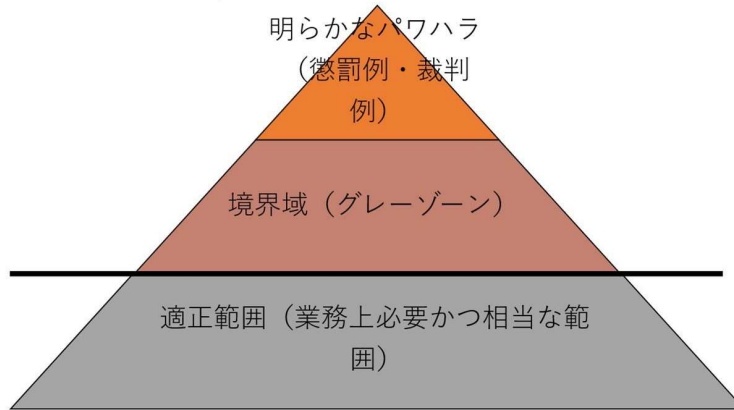 明らかなパワハラ
（懲罰例・裁判
例）
境界域（グレーゾーン）
適正範囲（業務上必要かつ相当な範
囲）